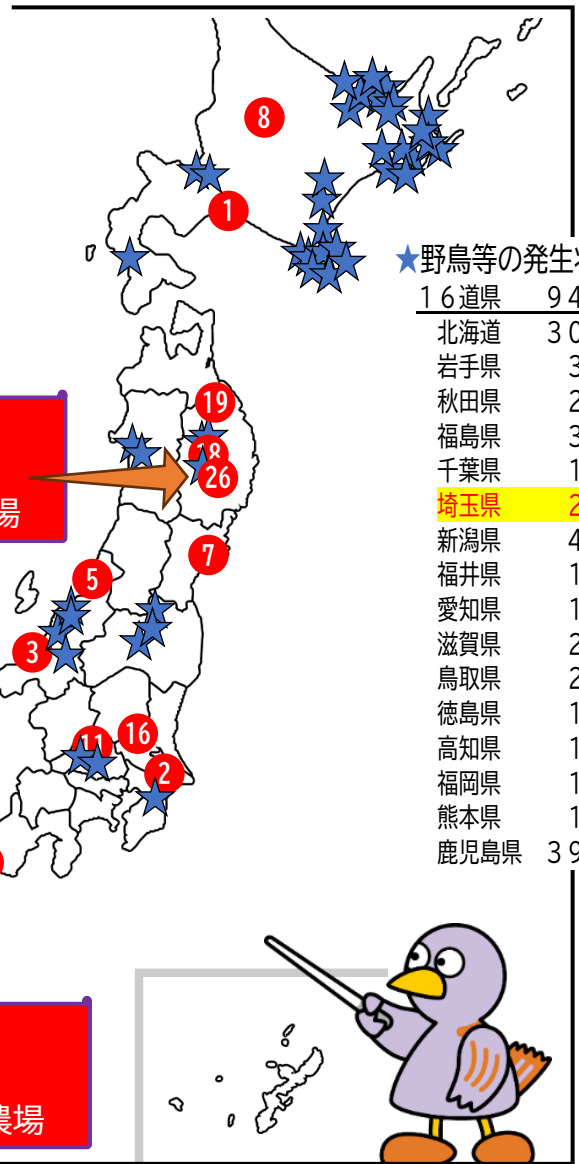 8
1
★野鳥等の発生
16道県 94
北海道 30
岩手県 3
秋田県 2
福島県 3
千葉県 1
埼玉県 2
新潟県 4
福井県 1
愛知県 1
滋賀県 2
鳥取県 2
徳島県 1
高知県 1
福岡県 1
熊本県 1
鹿児島県 39
19
18
26
場
7
5
3
11
16
2
農場